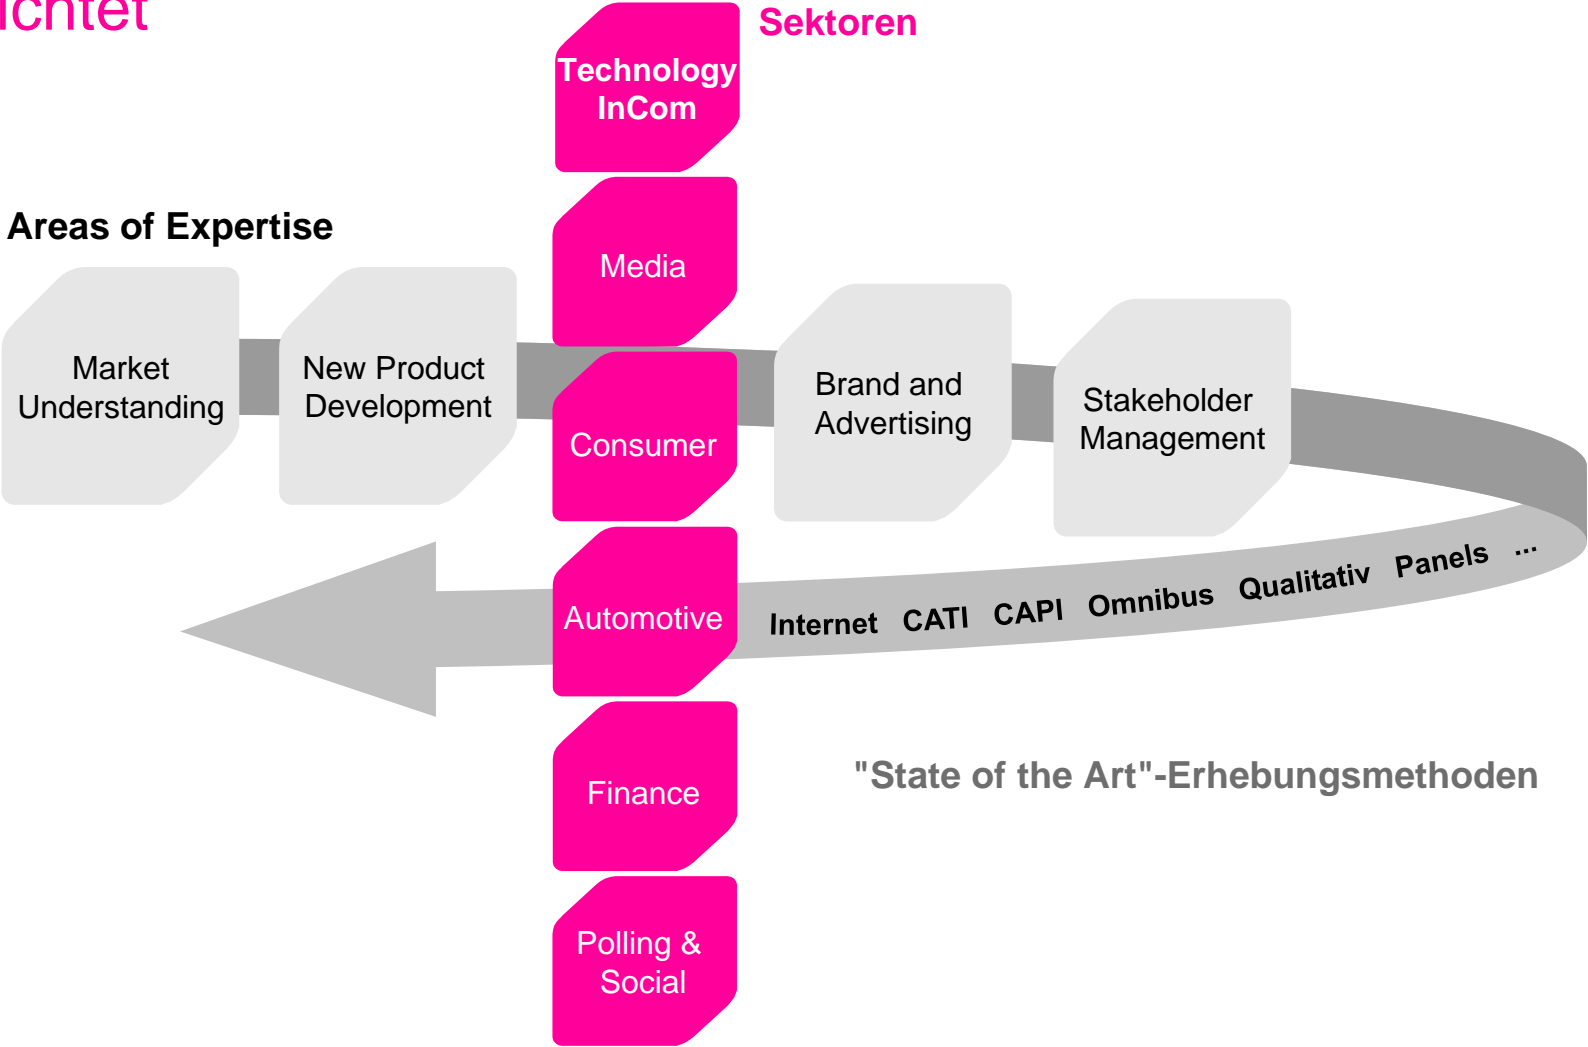 Sektoren
Technology
InCom
Media
Consumer
Automotive
Finance
Polling &
Social
Areas of Expertise
Market
Understanding
New Product
Development
Brand and
Advertising
Stakeholder
Management
Internet CATI CAPI Omnibus Qualitativ Panels ...
"State of the Art"-Erhebungsmethoden